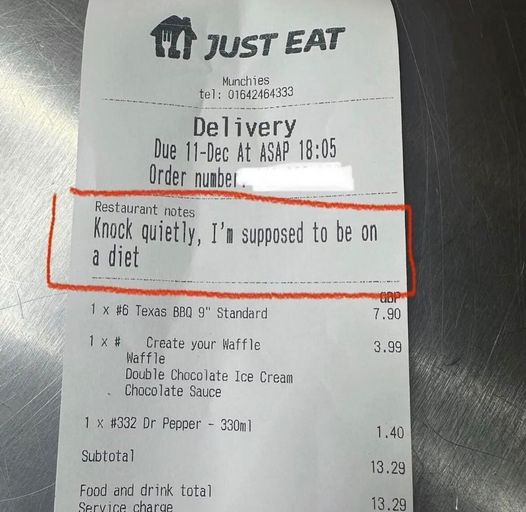 JUST EAT
Munchies
tel: 01642464333
Delivery
Due 11-Dec At ASAP 18:05
Order number.
Restaurant notes
Knock quietly, I'm supposed to be on
a diet
GBP
1 x #6 Texas BBQ 9" Standard 7.90
1 x # Create your Waffle 3.99
Waffle
Double Chocolate Ice Cream
Chocolate Sauce
1 x #332 Dr Pepper - 330ml 1.40
Subtotal 13.29
Food and drink total 13.29
Service charge